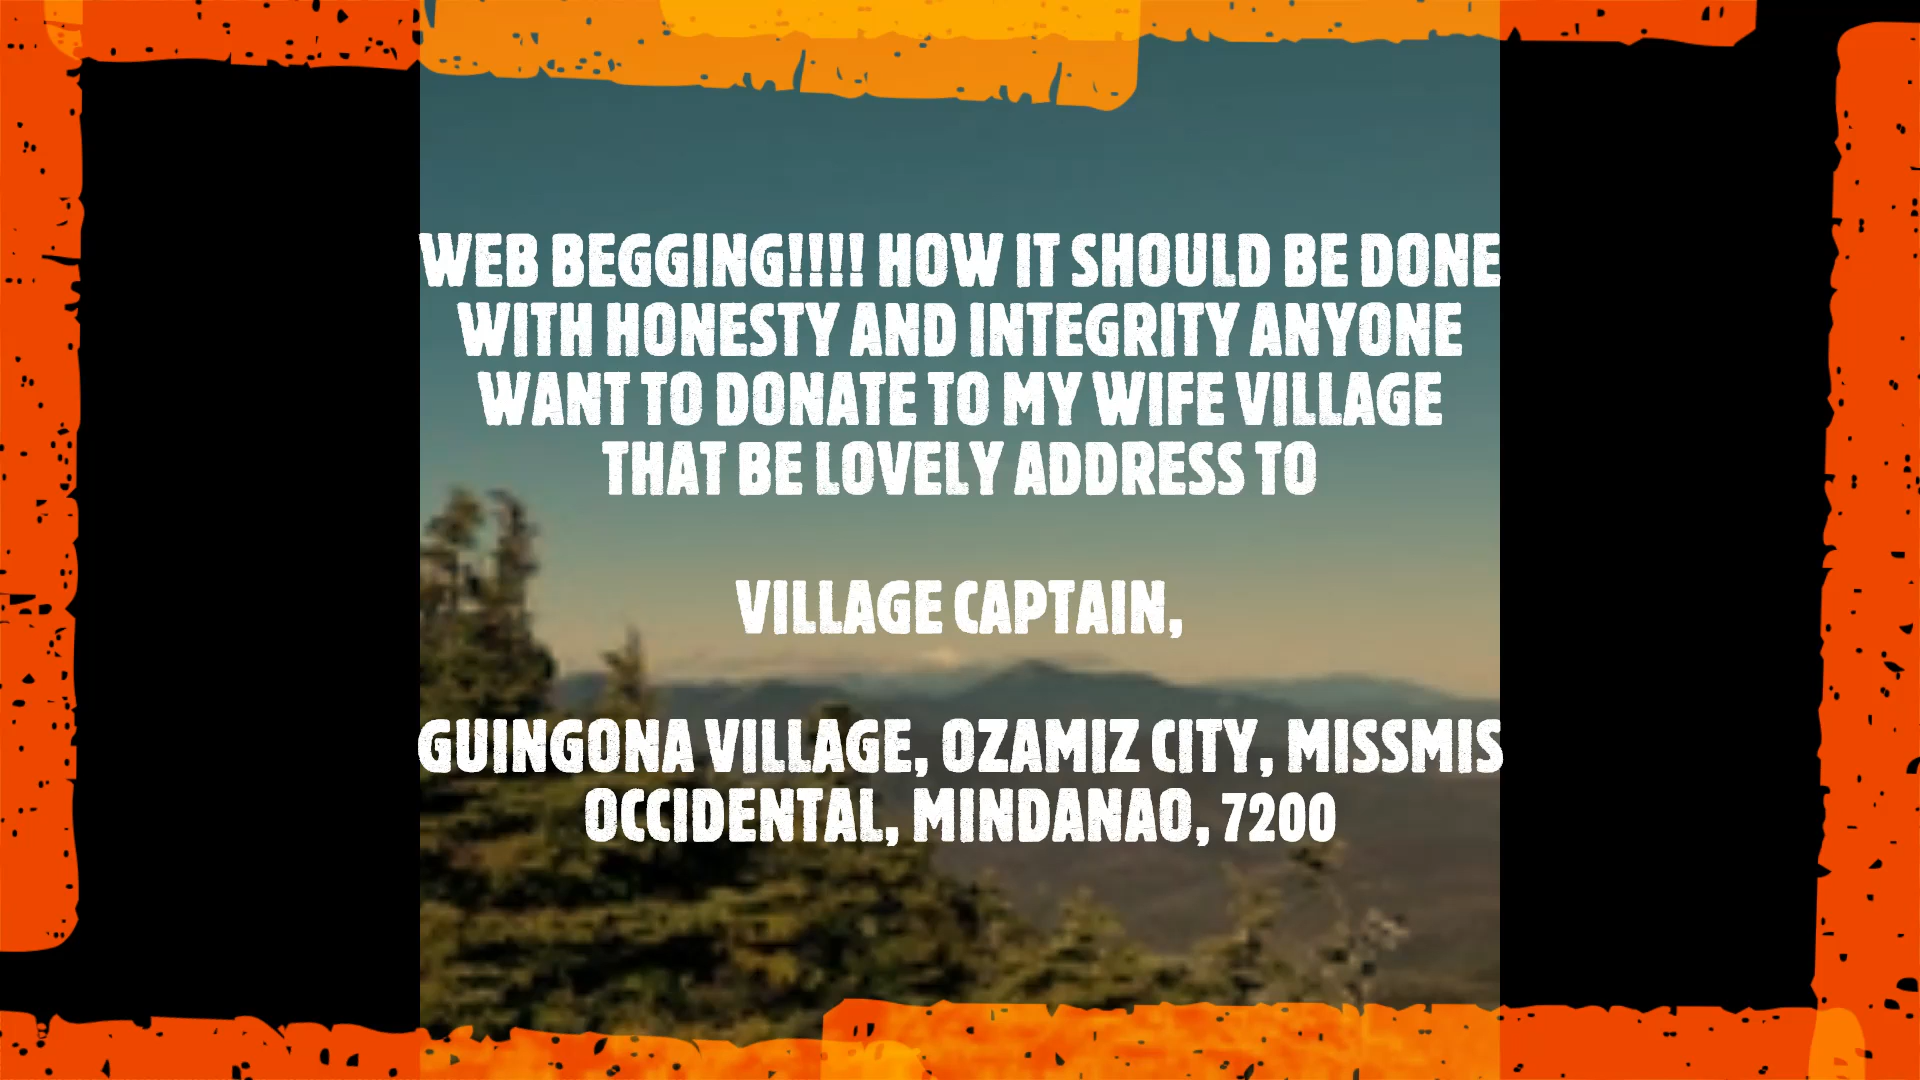 WEB BEGGING!!!! HOW IT SHOULD BE DONE
WITH HONESTY AND INTEGRITY ANYONE
WANT TO DONATE TO MY WIFE VILLAGE
THAT BE LOVELY ADDRESS TO
VILLAGE CAPTAIN,
GUINGONA VILLAGE, OZAMIZ CITY, MISSMIS
OCCIDENTAL, MINDANAO, 7200